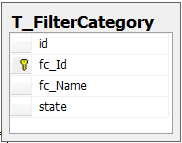 T_FilterCategory
id
fc_Id
fc_Name
state